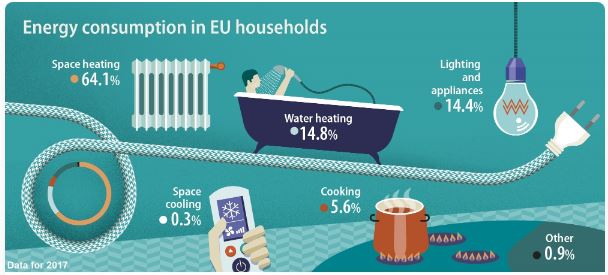 Energy consumption in EU households
Space heating
64.1%
Water heating
14.8%
Lighting
and
appliances
14.4%
Space
cooling
0.3%
Cooking
5.6%
Other
0.9%
Data for 2017